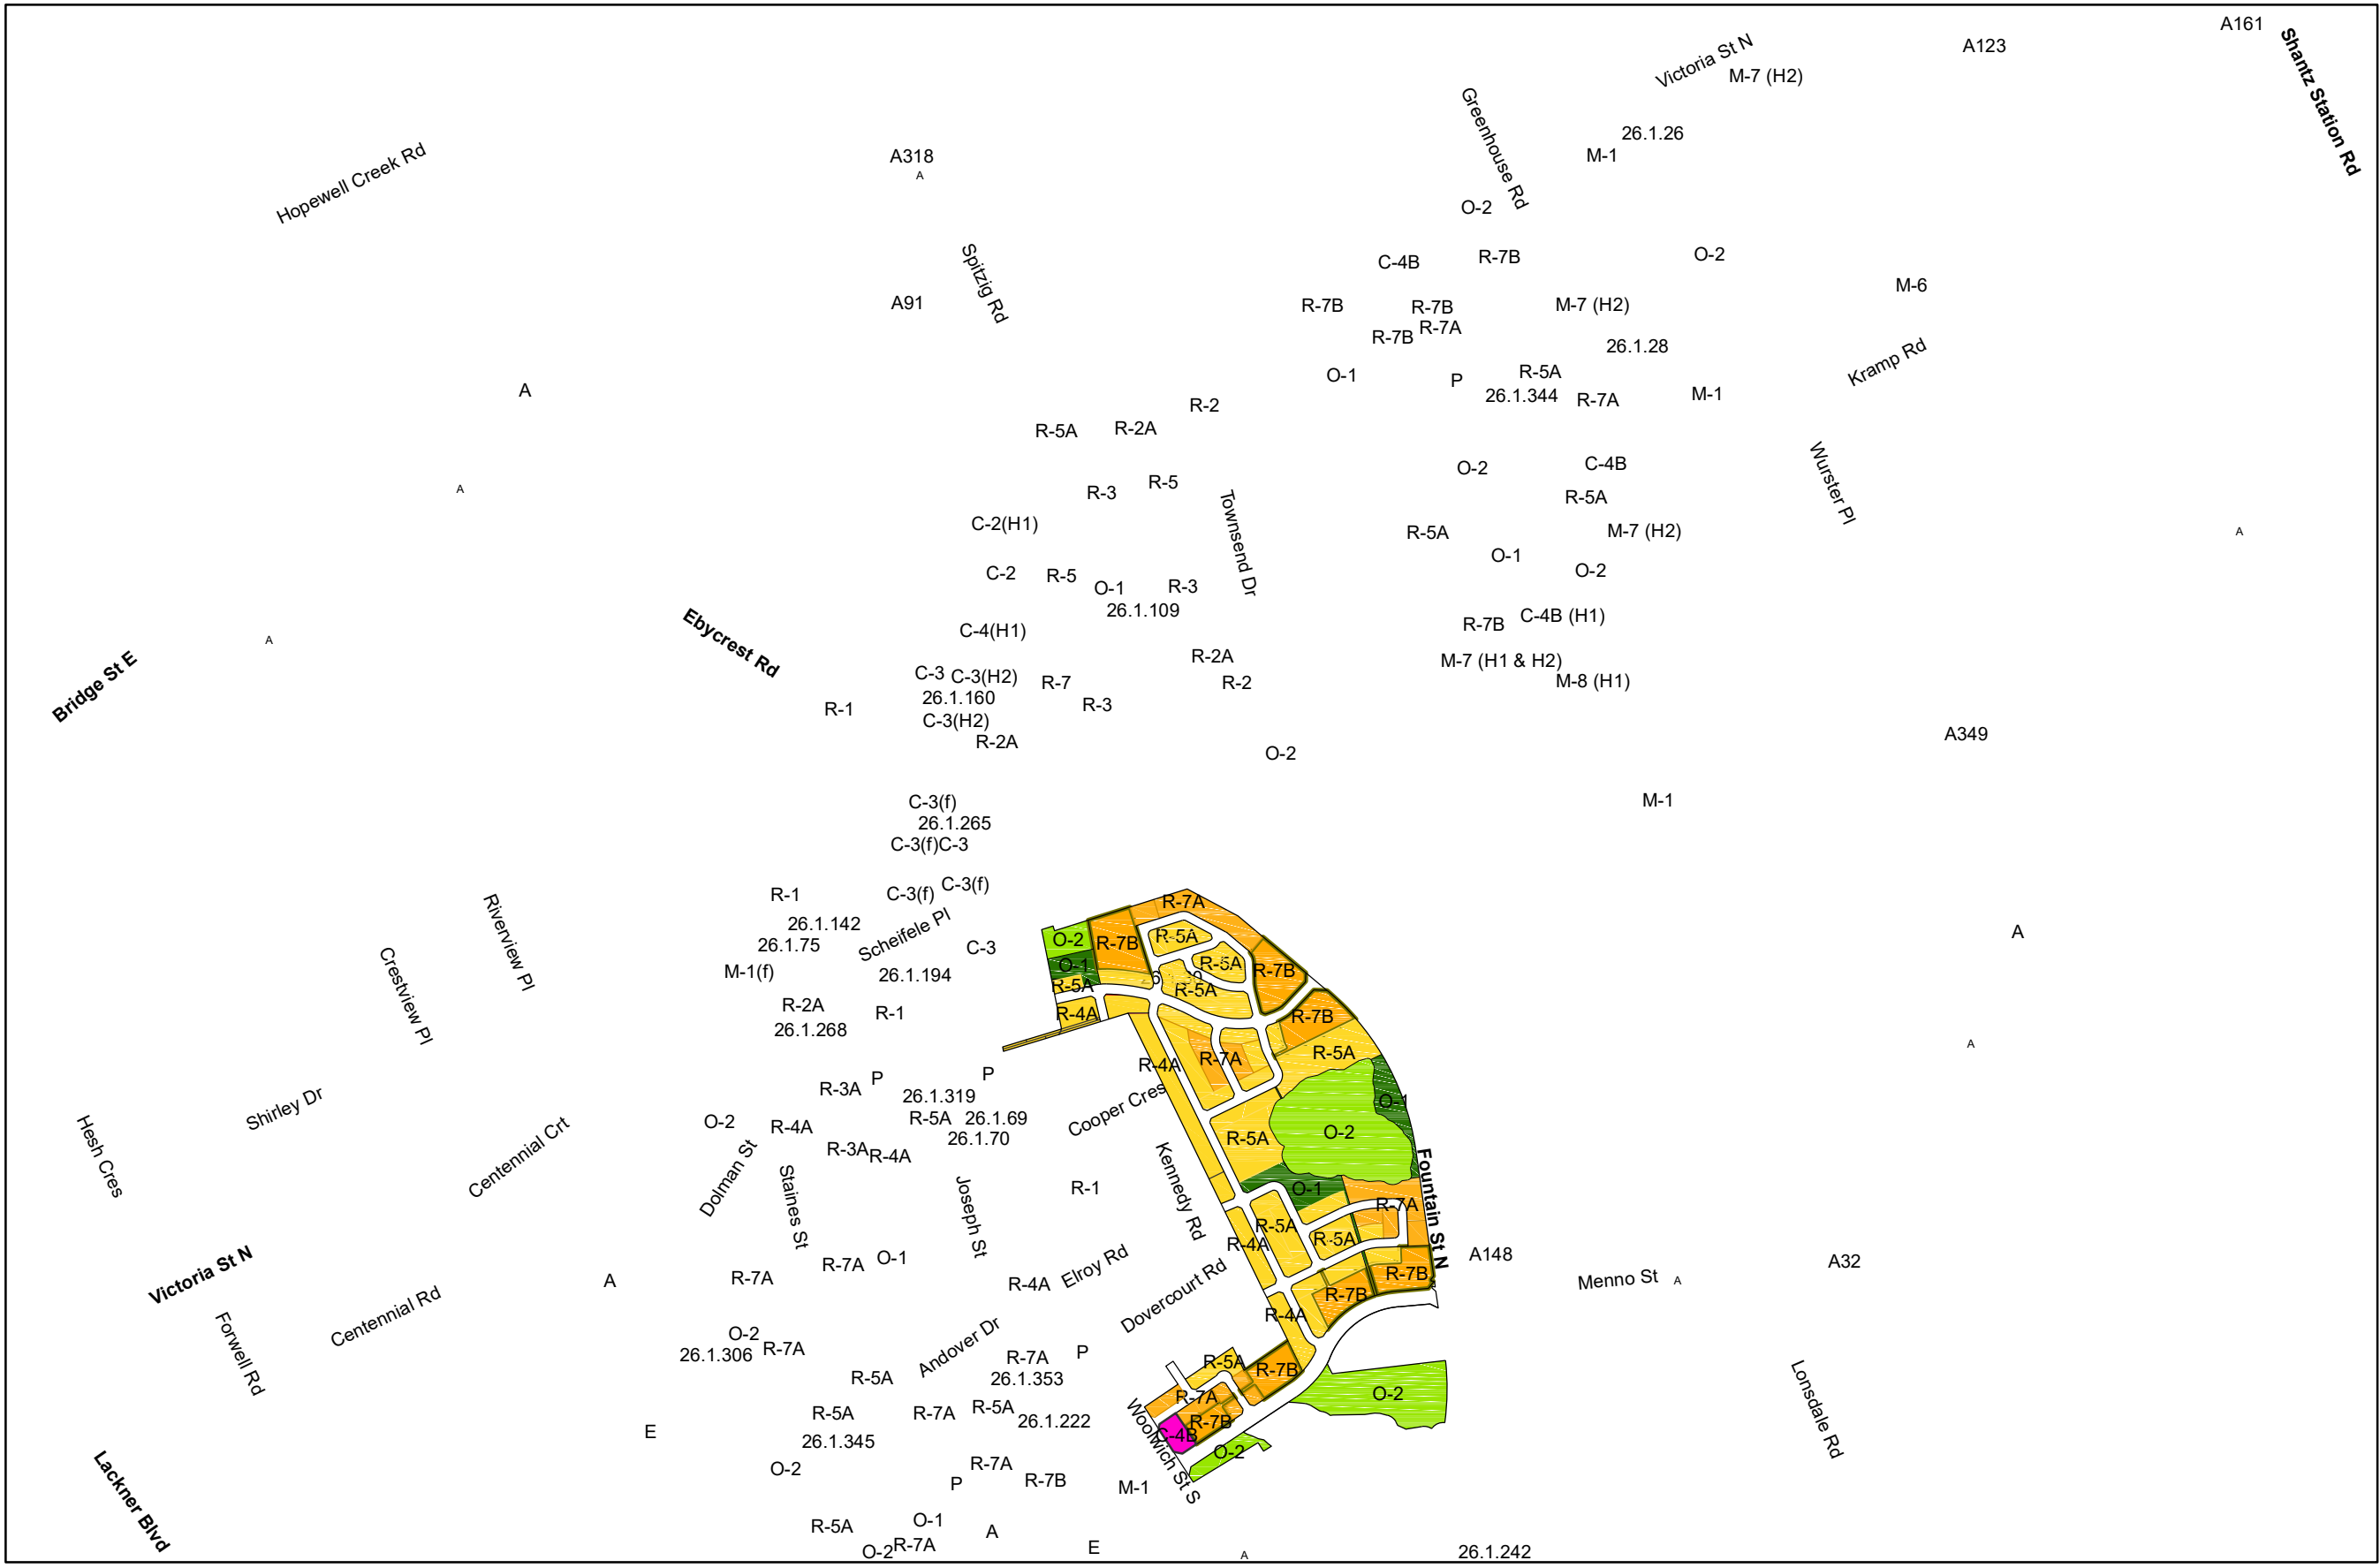 A161
A123
Shantz Station Rd
Victoria St N
M-7 (H2)
Greenhouse Rd
26.1.26
M-1
Hopewell Creek Rd
A318
A
O-2
Spitzig Rd
C-4B
R-7B
O-2
M-6
A91
R-7B
R-7B
M-7 (H2)
R-7B
R-7A
26.1.28
Kramp Rd
O-1
P
R-5A
A
26.1.344
R-7A
M-1
R-2
R-5A
R-2A
O-2
C-4B
Wurster Pl
A
R-3
R-5
R-5A
Townsend Dr
C-2(H1)
R-5A
M-7 (H2)
A
O-1
O-2
C-2
R-5
O-1
R-3
26.1.109
C-4B (H1)
R-7B
C-4(H1)
A
Ebycrest Rd
Bridge St E
R-2A
M-7 (H1 & H2)
C-3
C-3(H2)
R-7
R-2
M-8 (H1)
26.1.160
R-1
R-3
C-3(H2)
R-2A
A349
O-2
C-3(f)
M-1
26.1.265
C-3(f)C-3
R-1
C-3(f)
C-3(f)
R-7A
26.1.142
Scheifele Pl
Riverview Pl
A
26.1.75
C-3
O-2
R-7B
R-5A
O-1
R-5A
R-7B
M-1(f)
26.1.194
R-5A
R-5A
Crestview Pl
R-2A
R-1
R-4A
R-7B
26.1.268
A
R-5A
R-4A
R-7A
P
P
R-3A
26.1.319
Cooper Cres
O-1
Shirley Dr
O-2
R-4A
R-5A
26.1.69
26.1.70
R-5A
O-2
Hesh Cres
Centennial Crt
Dolman St
R-3A
R-4A
Staines St
Joseph St
R-1
Kennedy Rd
O-1
Fountain St N
R-7A
R-5A
R-4A
R-5A
Victoria St N
A
R-7A
R-7A
O-1
R-4A
Elroy Rd
A148
A32
R-7B
Menno St
A
Dovercourt Rd
R-7B
R-4A
Forwell Rd
Centennial Rd
O-2
26.1.306
R-7A
Andover Dr
R-7A
P
R-5A
R-7B
26.1.353
R-5A
R-7A
O-2
Lonsdale Rd
R-5A
R-7A
R-5A
26.1.222
R-7B
C-4B
Woolwich St S
E
26.1.345
O-2
O-2
R-7A
P
R-7B
M-1
Lackner Blvd
R-5A
O-1
A
O-2
R-7A
E
A
26.1.242